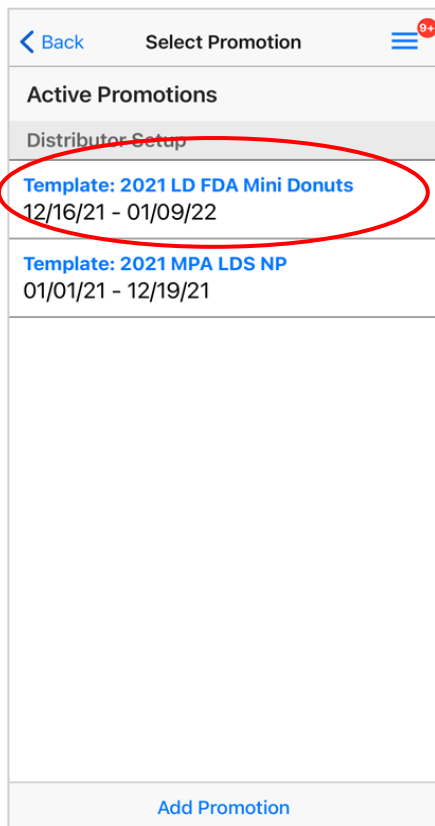 Back
Select Promotion
9+
Active Promotions
Distributor Setup
Template: 2021 LD FDA Mini Donuts
12/16/21 - 01/09/22
Template: 2021 MPA LDS NP
01/01/21 - 12/19/21
Add Promotion